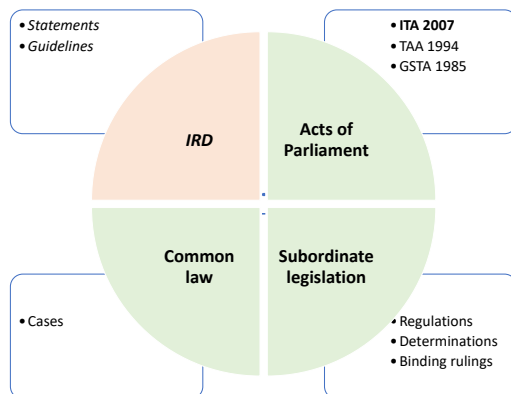 • Statements
• Guidelines
• ITA 2007
• TAA 1994
• GSTA 1985
IRD
Acts of
Parliament
Common
law
Subordinate
legislation
• Cases
• Regulations
• Determinations
• Binding rulings